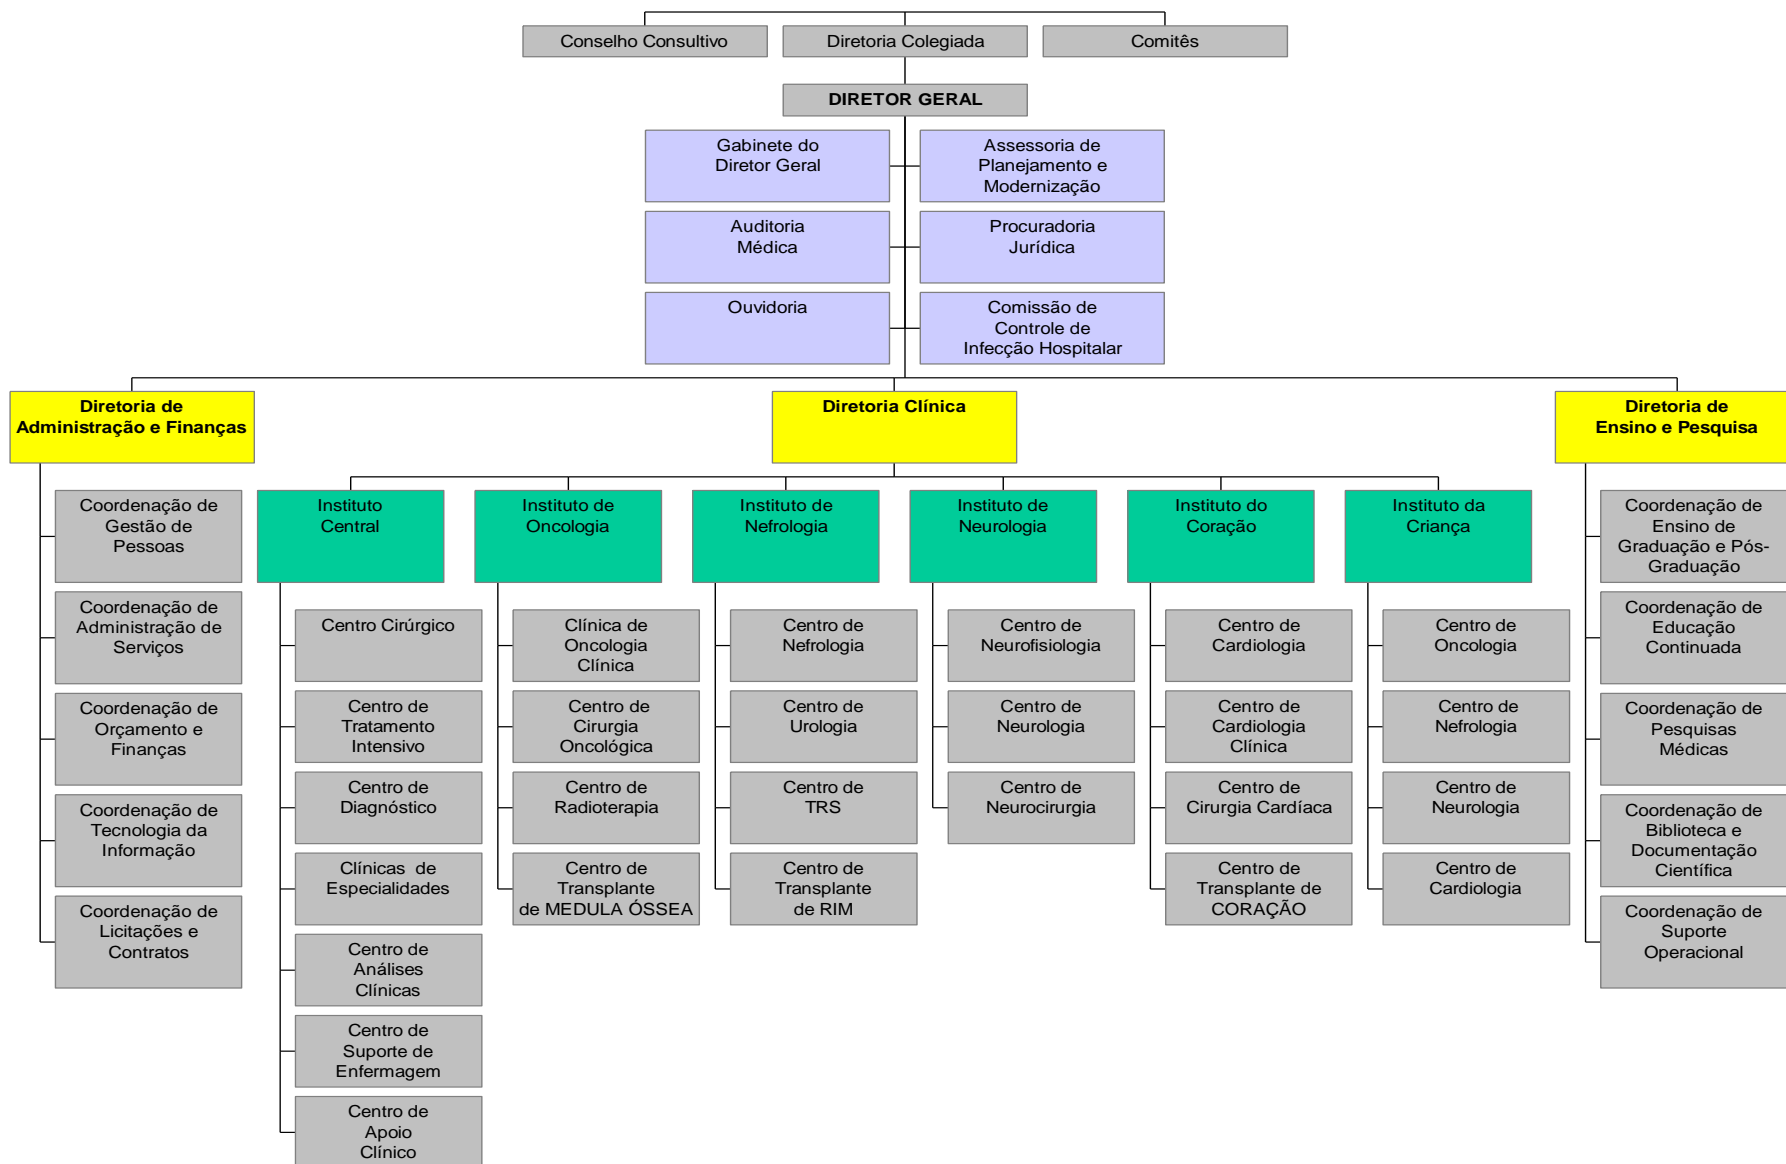 Conselho Consultivo
Diretoria Colegiada
Comitês
DIRETOR GERAL
Gabinete do
Diretor Geral
Assessoria de
Planejamento e
Modernização
Auditoria
Médica
Procuradoria
Jurídica
Ouvidoria
Comissão de
Controle de
Infecção Hospitalar
Diretoria de
Administração e Finanças
Diretoria Clínica
Diretoria de
Ensino e Pesquisa
Coordenação de
Gestão de
Pessoas
Coordenação de
Administração de
Serviços
Coordenação de
Orçamento e
Finanças
Coordenação de
Tecnologia da
Informação
Coordenação de
Licitações e
Contratos
Instituto
Central
Centro Cirúrgico
Centro de
Tratamento
Intensivo
Centro de
Diagnóstico
Clínicas de
Especialidades
Centro de
Análises
Clínicas
Centro de
Suporte de
Enfermagem
Centro de
Apoio
Clínico
Instituto de
Oncologia
Clínica de
Oncologia
Clínica
Centro de
Cirurgia
Oncológica
Centro de
Radioterapia
Centro de
Transplante
de MEDULA ÓSSEA
Instituto de
Nefrologia
Centro de
Nefrologia
Centro de
Urologia
Centro de
TRS
Centro de
Transplante
de RIM
Instituto de
Neurologia
Centro de
Neurofisiologia
Centro de
Neurologia
Centro de
Neurocirurgia
Instituto do
Coração
Centro de
Cardiologia
Centro de
Cardiologia
Clínica
Centro de
Cirurgia Cardíaca
Centro de
Transplante de
CORAÇÃO
Instituto da
Criança
Centro de
Oncologia
Centro de
Nefrologia
Centro de
Neurologia
Centro de
Cardiologia
Coordenação de
Ensino de
Graduação e Pós-
Graduação
Coordenação de
Educação
Continuada
Coordenação de
Pesquisas
Médicas
Coordenação de
Biblioteca e
Documentação
Científica
Coordenação de
Suporte
Operacional